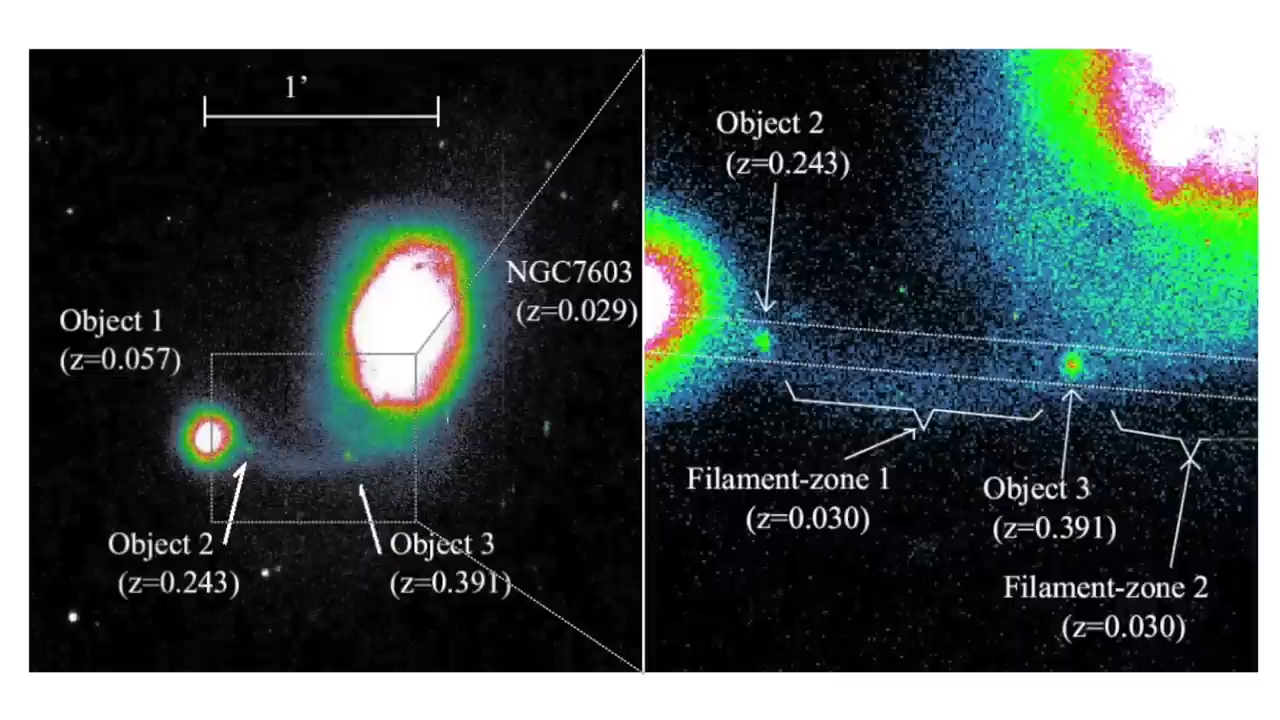 1’
NGC7603
(z=0.029)
Object 1
(z=0.057)
Object 2
(z=0.243)
Object 3
(z=0.391)
Object 2
(z=0.243)
Filament-zone 1
(z=0.030)
Object 3
(z=0.391)
Filament-zone 2
(z=0.030)